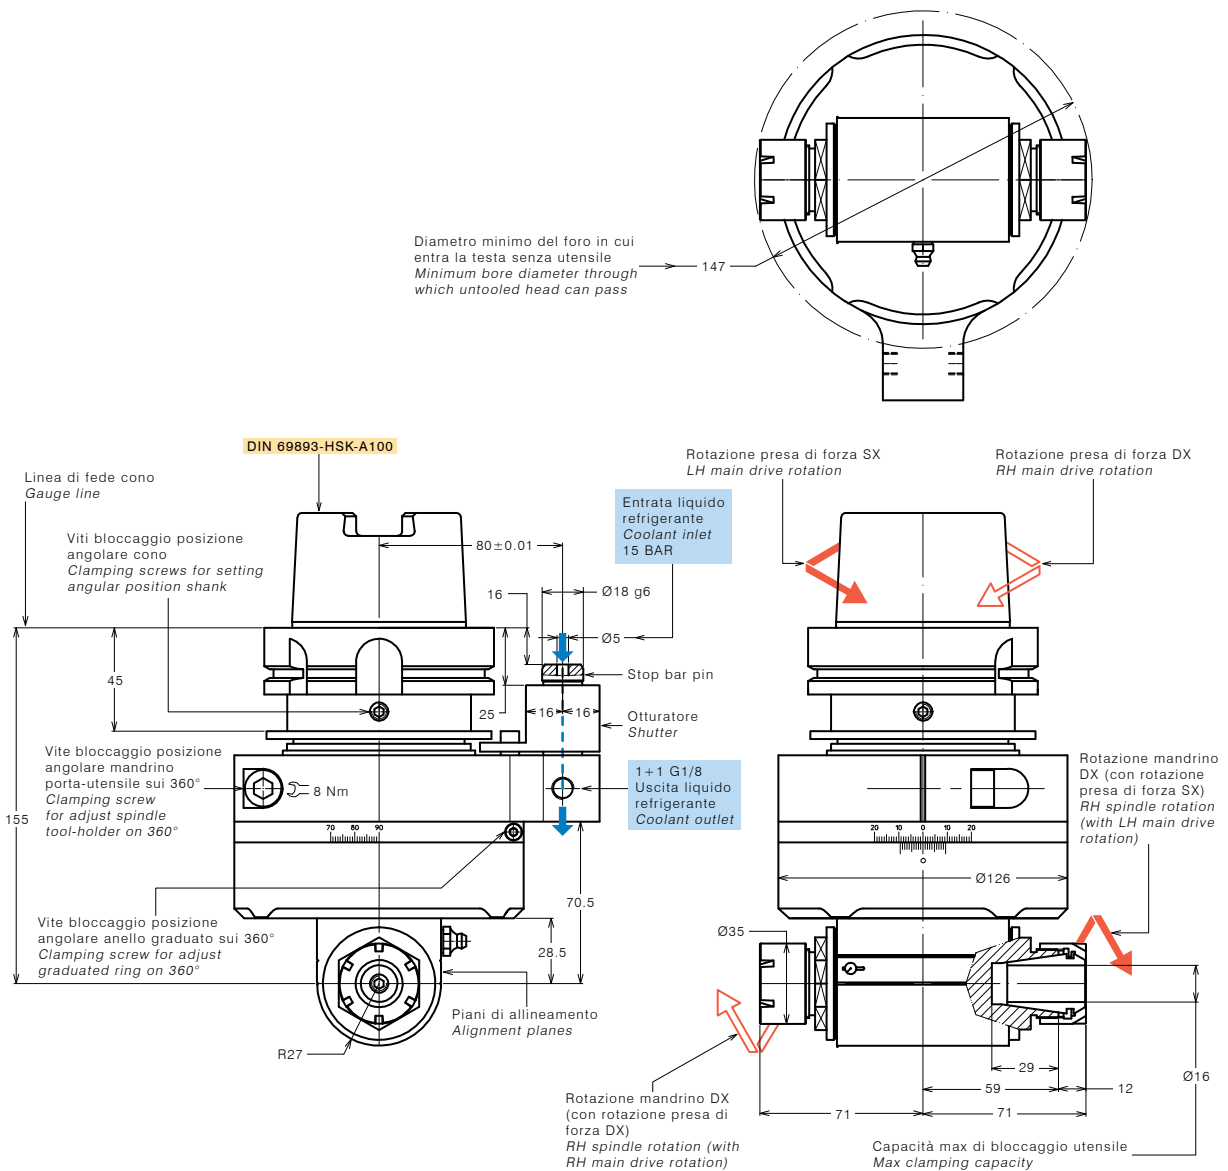 Diametro minimo del foro in cui
entra la testa senza utensile
Minimum bore diameter through
which untooled head can pass
147
DIN 69893-HSK-A100
Linea di fede cono
Gauge line
Viti bloccaggio posizione
angolare cono
Clamping screws for setting
angular position shank
80±0.01
Entrata liquido
refrigerante
Coolant inlet
15 BAR
Rotazione presa di forza SX
LH main drive rotation
Rotazione presa di forza DX
RH main drive rotation
16
Ø18 g6
Ø5
Stop bar pin
45
25
16
16
Otturatore
Shutter
Vite bloccaggio posizione
angolare mandrino
porta-utensile sui 360°
Clamping screw
for adjust spindle
tool-holder on 360°
8 Nm
1+1 G1/8
Uscita liquido
refrigerante
Coolant outlet
Rotazione mandrino
DX (con rotazione
presa di forza SX)
RH spindle rotation
(with LH main drive
rotation)
155
70 80 90
20 10 0 10 20
Ø126
70.5
Vite bloccaggio posizione
angolare anello graduato sui 360°
Clamping screw for adjust
graduated ring on 360°
28.5
Ø35
Piani di allineamento
Alignment planes
R27
29
59
12
Ø16
71
71
Rotazione mandrino DX
(con rotazione presa di
forza DX)
RH spindle rotation (with
RH main drive rotation)
Capacità max di bloccaggio utensile
Max clamping capacity